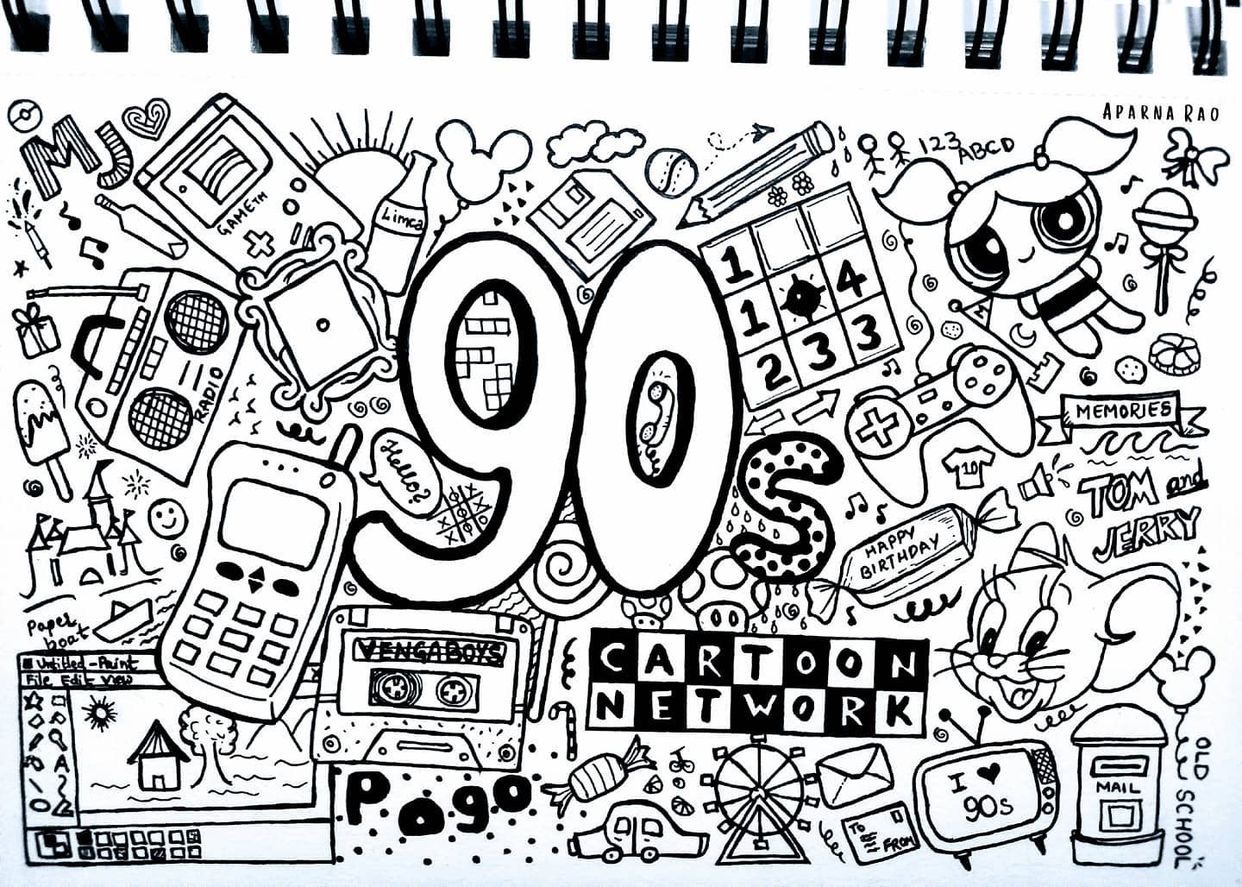 APARNA RAO
MJ
123
ABCD
GAMETM
Limca
90s
1
1 4
2 3 3
RADIO
Hello?
MEMORIES
10
TOM and
JERRY
HAPPY
BIRTHDAY
Paper
boat
Untitled - Paint
File Edit View
A
VENGABOYS
CARTOON
NETWORK
Pogo
To
FROM
I ♥
90s
MAIL
OLD SCHOOL